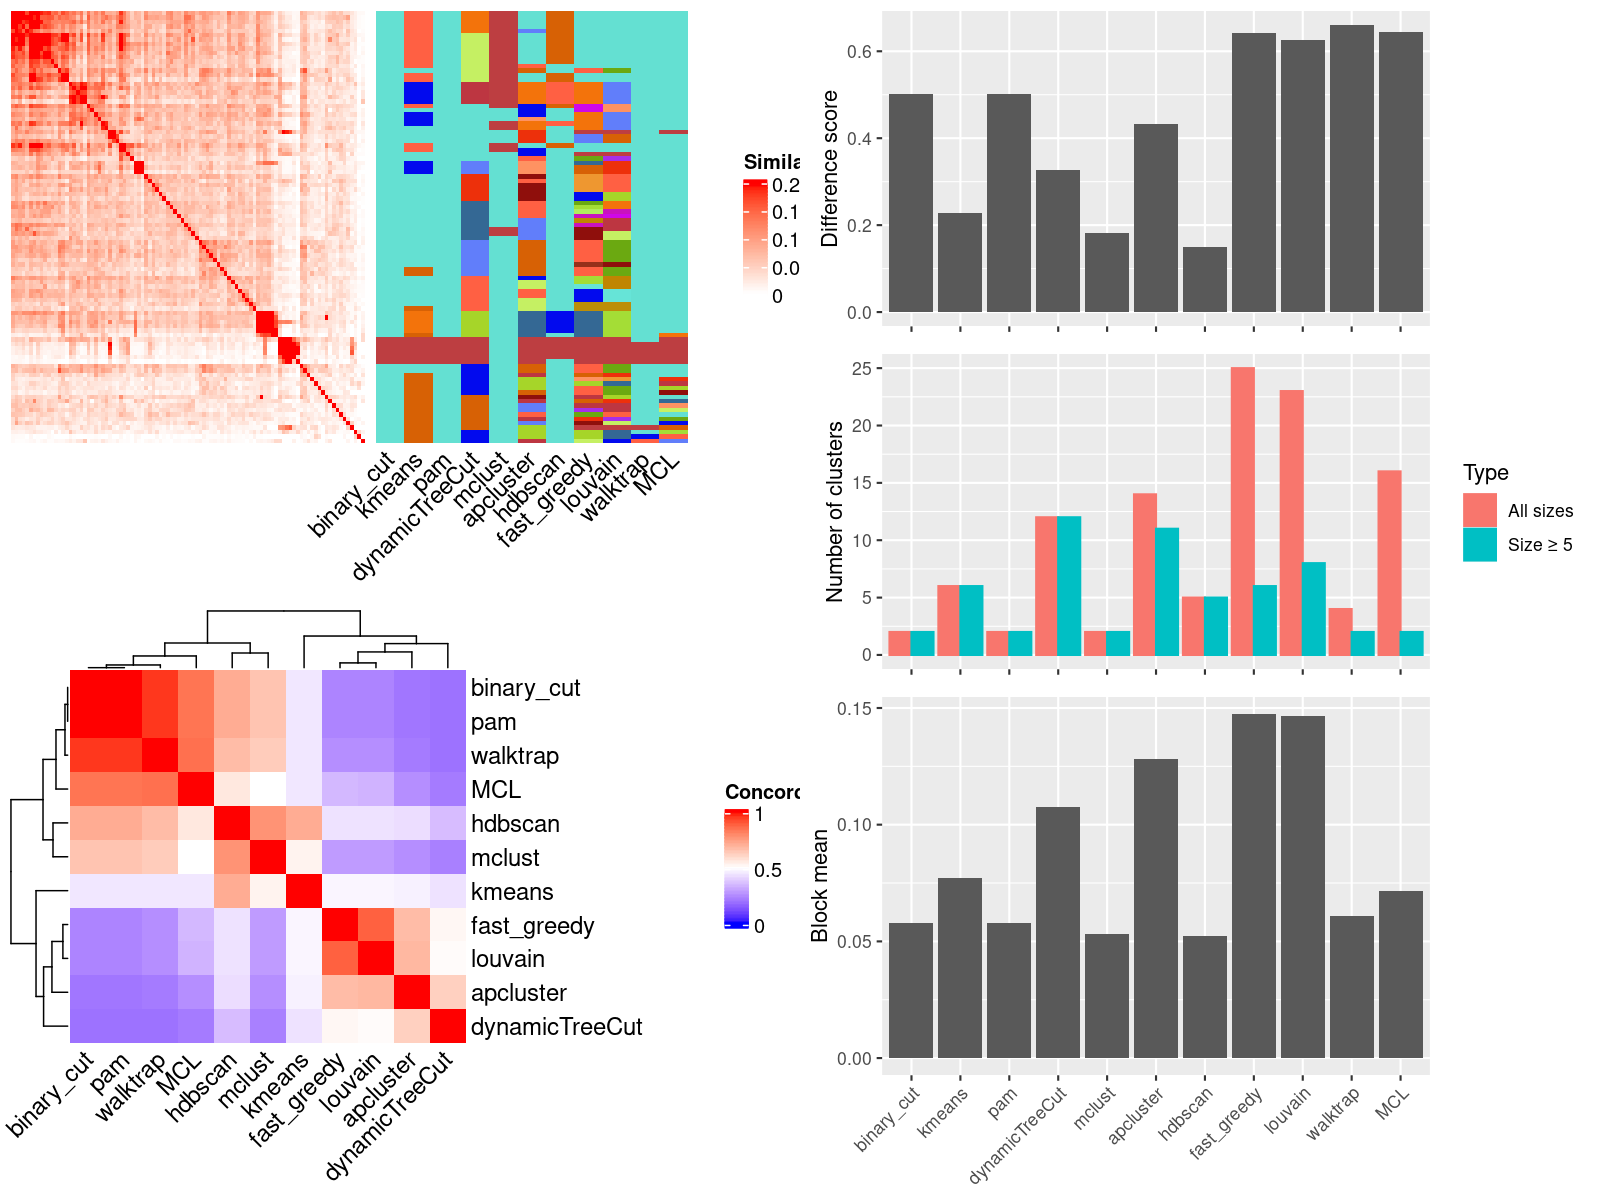 Simila
0.2
0.1
0.1
0.0
0
binary_cut
kmeans
pam
dynamicTreeCut
mclust
apcluster
hdbscan
fast_greedy
louvain
walktrap
MCL
binary_cut
pam
walktrap
MCL
hdbscan
mclust
kmeans
fast_greedy
louvain
apcluster
dynamicTreeCut
binary_cut
pam
walktrap
MCL
hdbscan
mclust
kmeans
fast_greedy
louvain
apcluster
dynamicTreeCut
Concord
1
0.5
0
Difference score
0.6
0.4
0.2
0.0
Number of clusters
25
20
15
10
5
0
Type
All sizes
Size ≥ 5
Block mean
0.15
0.10
0.05
0.00
binary_cut
kmeans
pam
dynamicTreeCut
mclust
apcluster
hdbscan
fast_greedy
louvain
walktrap
MCL